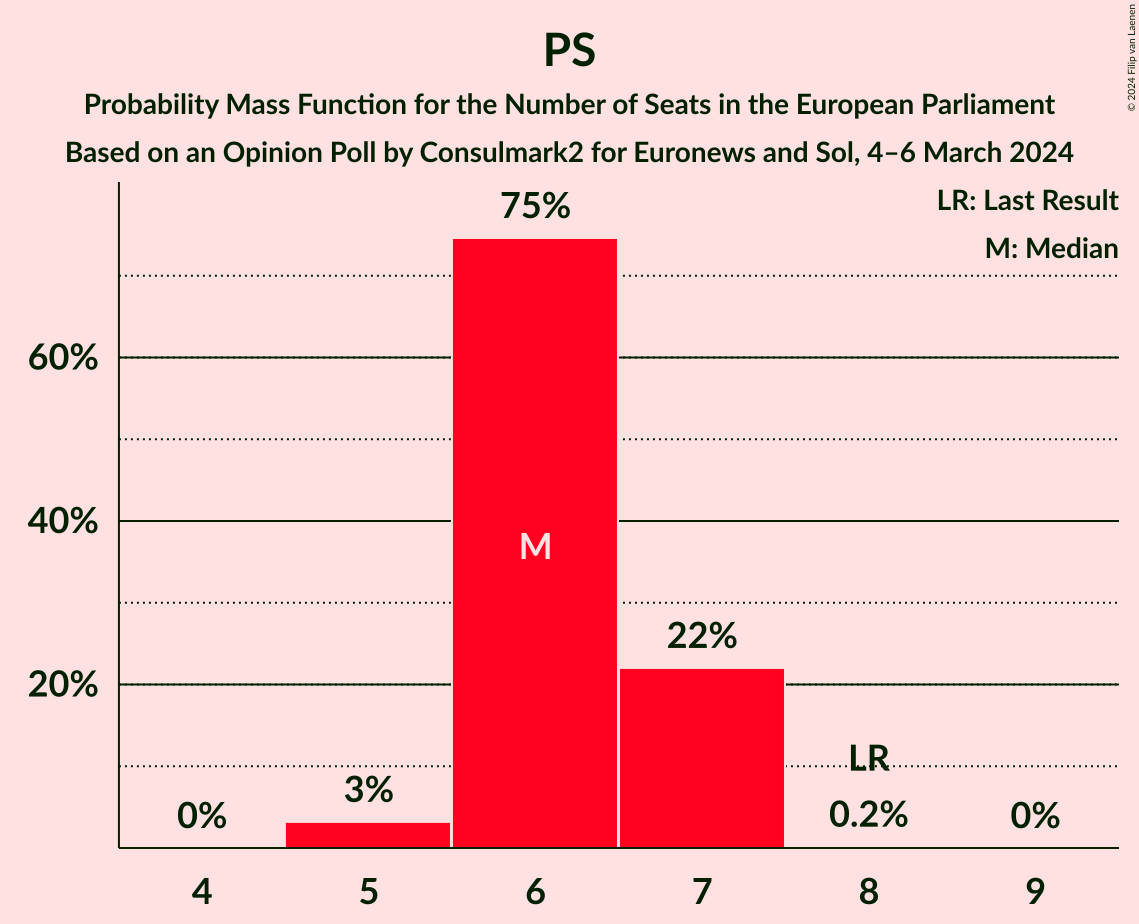 PS
Probability Mass Function for the Number of Seats in the European Parliament
Based on an Opinion Poll by Consulmark2 for Euronews and Sol, 4–6 March 2024
© 2024 Filip van Laenen
LR: Last Result
M: Median
75%
60%
40%
M
22%
20%
LR
3%
0%
0.2%
0%
4 5 6 7 8 9